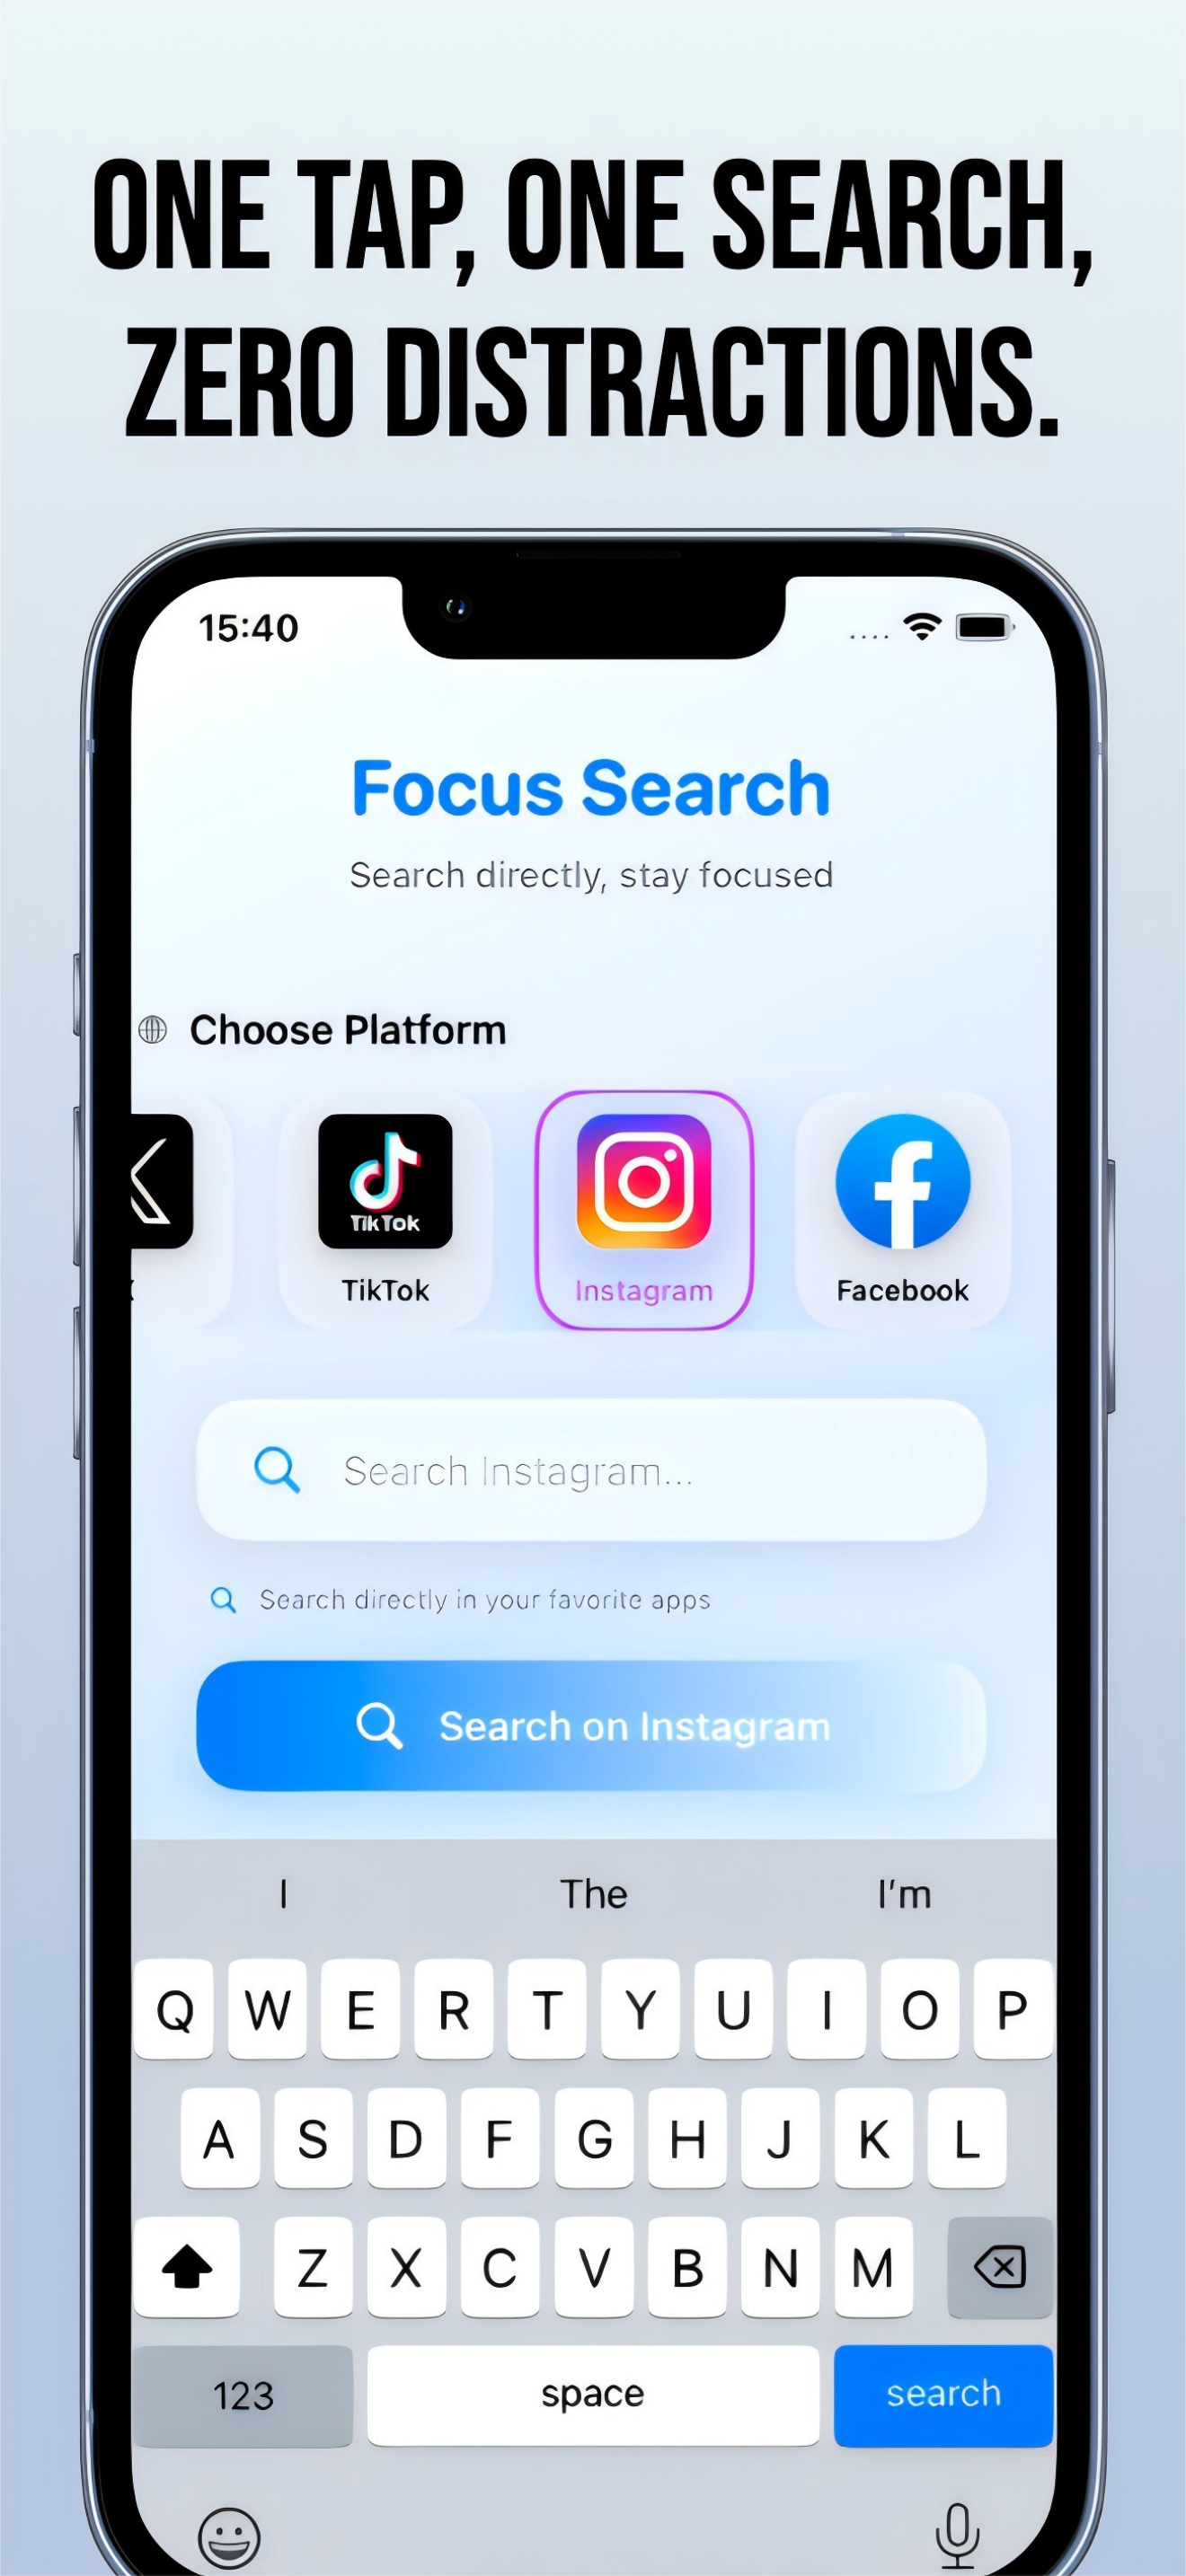 ONE TAP, ONE SEARCH,
ZERO DISTRACTIONS.
15:40
Focus Search
Search directly, stay focused
Choose Platform
TikTok
TikTok Instagram Facebook
Search Instagram...
Search directly in your favorite apps
Search on Instagram
I The I'm
Q W E R T Y U I O P
A S D F G H J K L
Z X C V B N M
123 space search